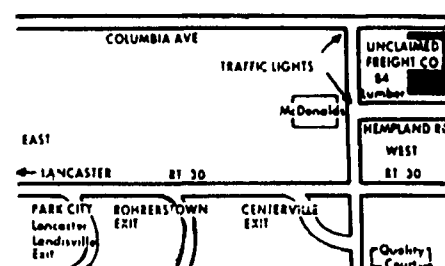 COLUMBIA AVE
UNCLAIMED
FREIGHT CO
84
Lumber
TRAFFIC LIGHTS
McDonalds
HEMPLAND RD
EAST
WEST
← LANCASTER
RT 30
RT 30
PARK CITY
Lancaster
Landisville
Exit
ROHRERSTOWN
EXIT
CENTERVILLE
EXIT
Quality
Court